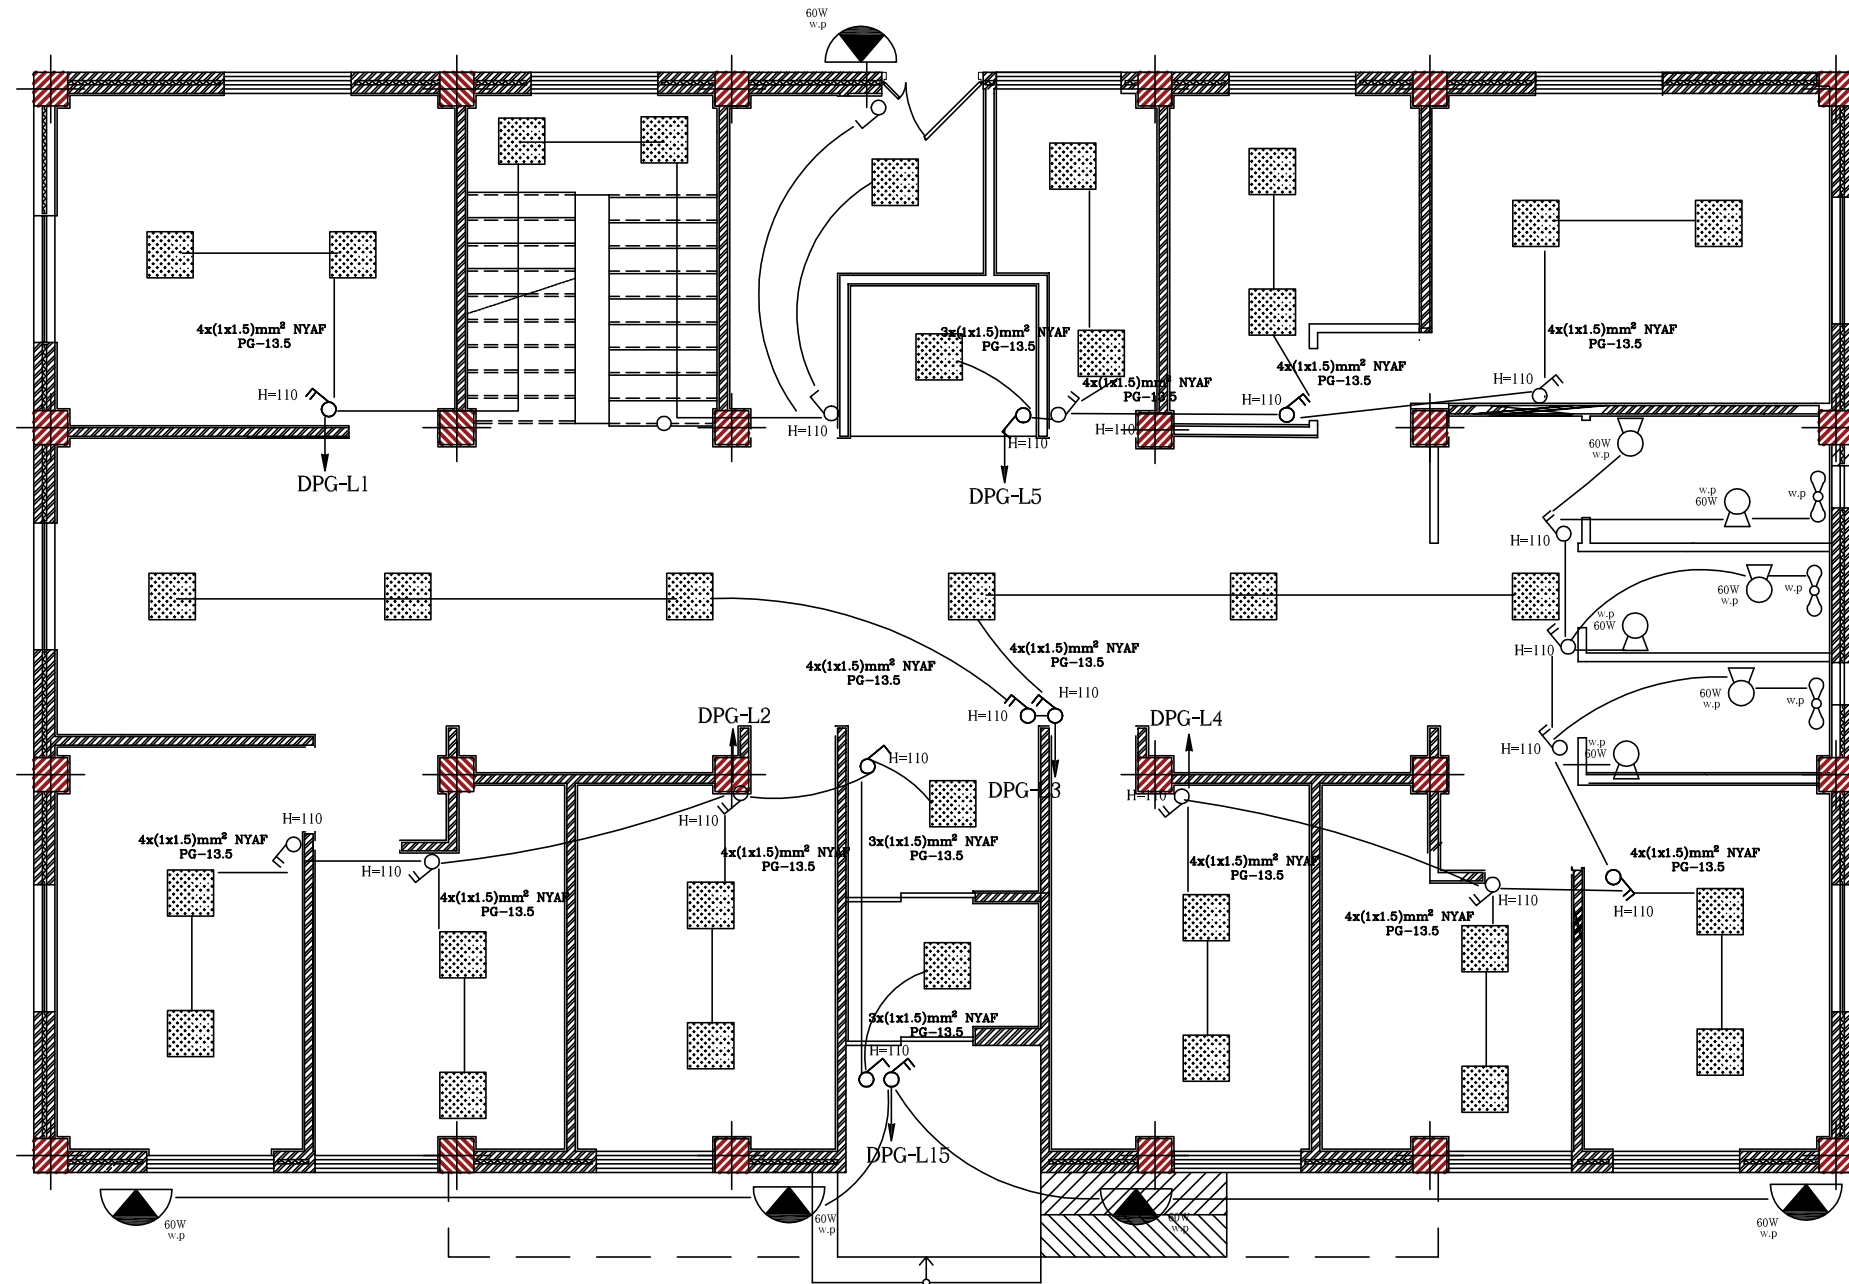 60W
w.p
4x(1x1.5)mm² NYAF
PG-13.5
H=110
DPG-L1
H=110
3x(1x1.5)mm² NYAF
PG-13.5
4x(1x1.5)mm² NYAF
PG-13.5
H=110
H=110
DPG-L5
4x(1x1.5)mm² NYAF
PG-13.5
H=110
4x(1x1.5)mm² NYAF
PG-13.5
H=110
60W
w.p
w.p
60W
w.p
H=110
60W
w.p
w.p
w.p
60W
H=110
60W
w.p
w.p
w.p
60W
H=110
4x(1x1.5)mm² NYAF
PG-13.5
4x(1x1.5)mm² NYAF
PG-13.5
H=110
H=110
DPG-L2
DPG-L4
DPG-L3
H=110
H=110
H=110
4x(1x1.5)mm² NYAF
PG-13.5
H=110
H=110
4x(1x1.5)mm² NYAF
PG-13.5
4x(1x1.5)mm² NYAF
PG-13.5
3x(1x1.5)mm² NYAF
PG-13.5
4x(1x1.5)mm² NYAF
PG-13.5
4x(1x1.5)mm² NYAF
PG-13.5
4x(1x1.5)mm² NYAF
PG-13.5
H=110
H=110
3x(1x1.5)mm² NYAF
PG-13.5
H=110
DPG-L15
60W
w.p
60W
w.p
60W
w.p
60W
w.p